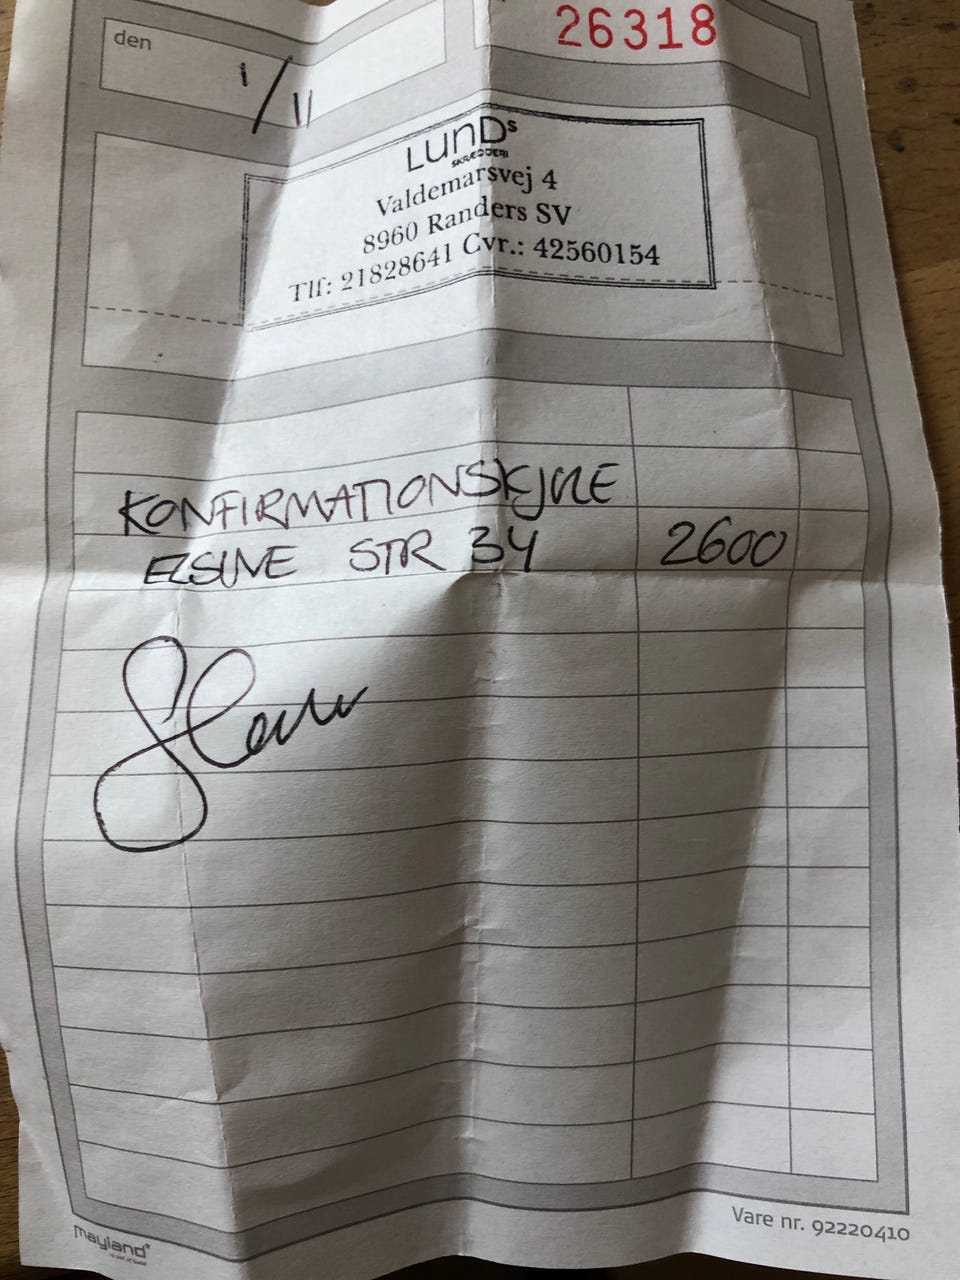 26318
den
1/11
LUNDs
SKRÆDDERI
Valdemarsvej 4
8960 Randers SV
Tlf: 21828641 Cvr.: 42560154
KONFIRMATIONSKJOLE
STR 34 2600
Vare nr. 92220410
mayland